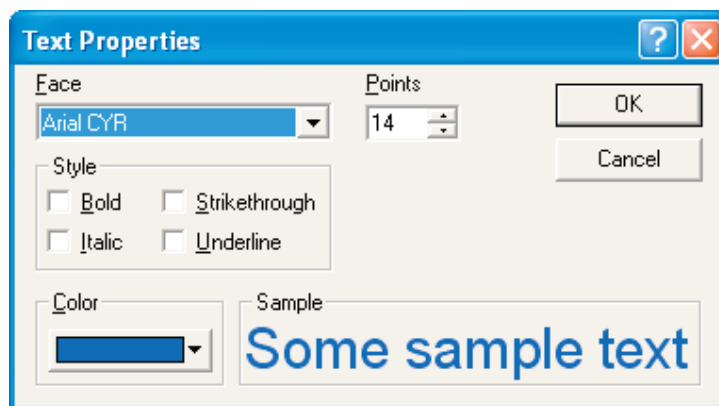 Text Properties
Face
Points
Arial CYR
14
OK
Cancel
Style
Bold
Strikethrough
Italic
Underline
Color
Sample
Some sample text